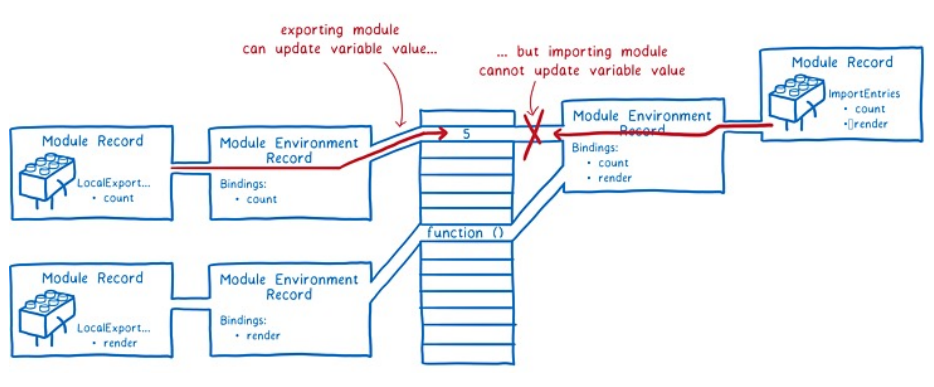 exporting module
can update variable value...
... but importing module
cannot update variable value
Module Record
LocalExport...
• count
Module Environment
Record
Bindings:
• count
5
function ()
Module Environment
Record
Bindings:
• count
• render
Module Record
ImportEntries
• count
•▯render
Module Record
LocalExport...
• render
Module Environment
Record
Bindings:
• render